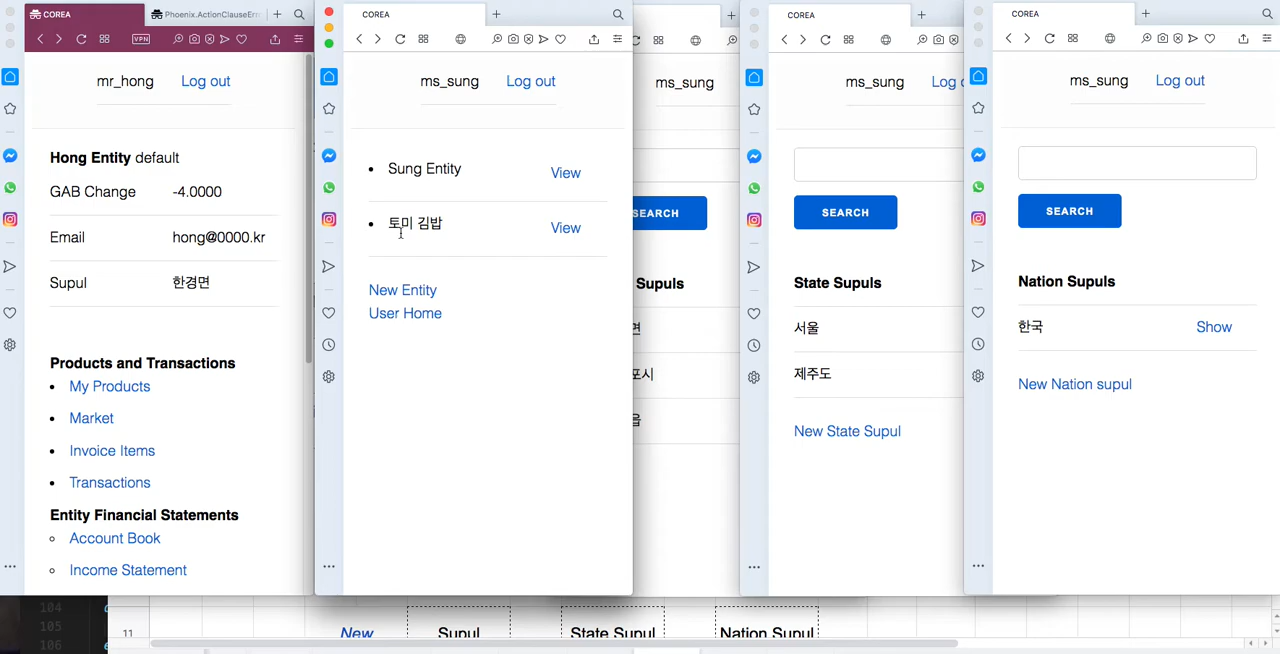 COREA
Phoenix.ActionClauseErr
VPN
mr_hong Log out
Hong Entity default
GAB Change -4.0000
Email hong@0000.kr
Supul 한경면
Products and Transactions
My Products
Market
Invoice Items
Transactions
Entity Financial Statements
Account Book
Income Statement
COREA
ms_sung Log out
Sung Entity View
토미 김밥 View
New Entity
User Home
ms_sung
SEARCH
Supuls
면
포시
읍
COREA
ms_sung Log o
SEARCH
State Supuls
서울
제주도
New State Supul
COREA
ms_sung Log out
SEARCH
Nation Supuls
한국 Show
New Nation supul
104
105
106
11
New Supul State Supul Nation Supul